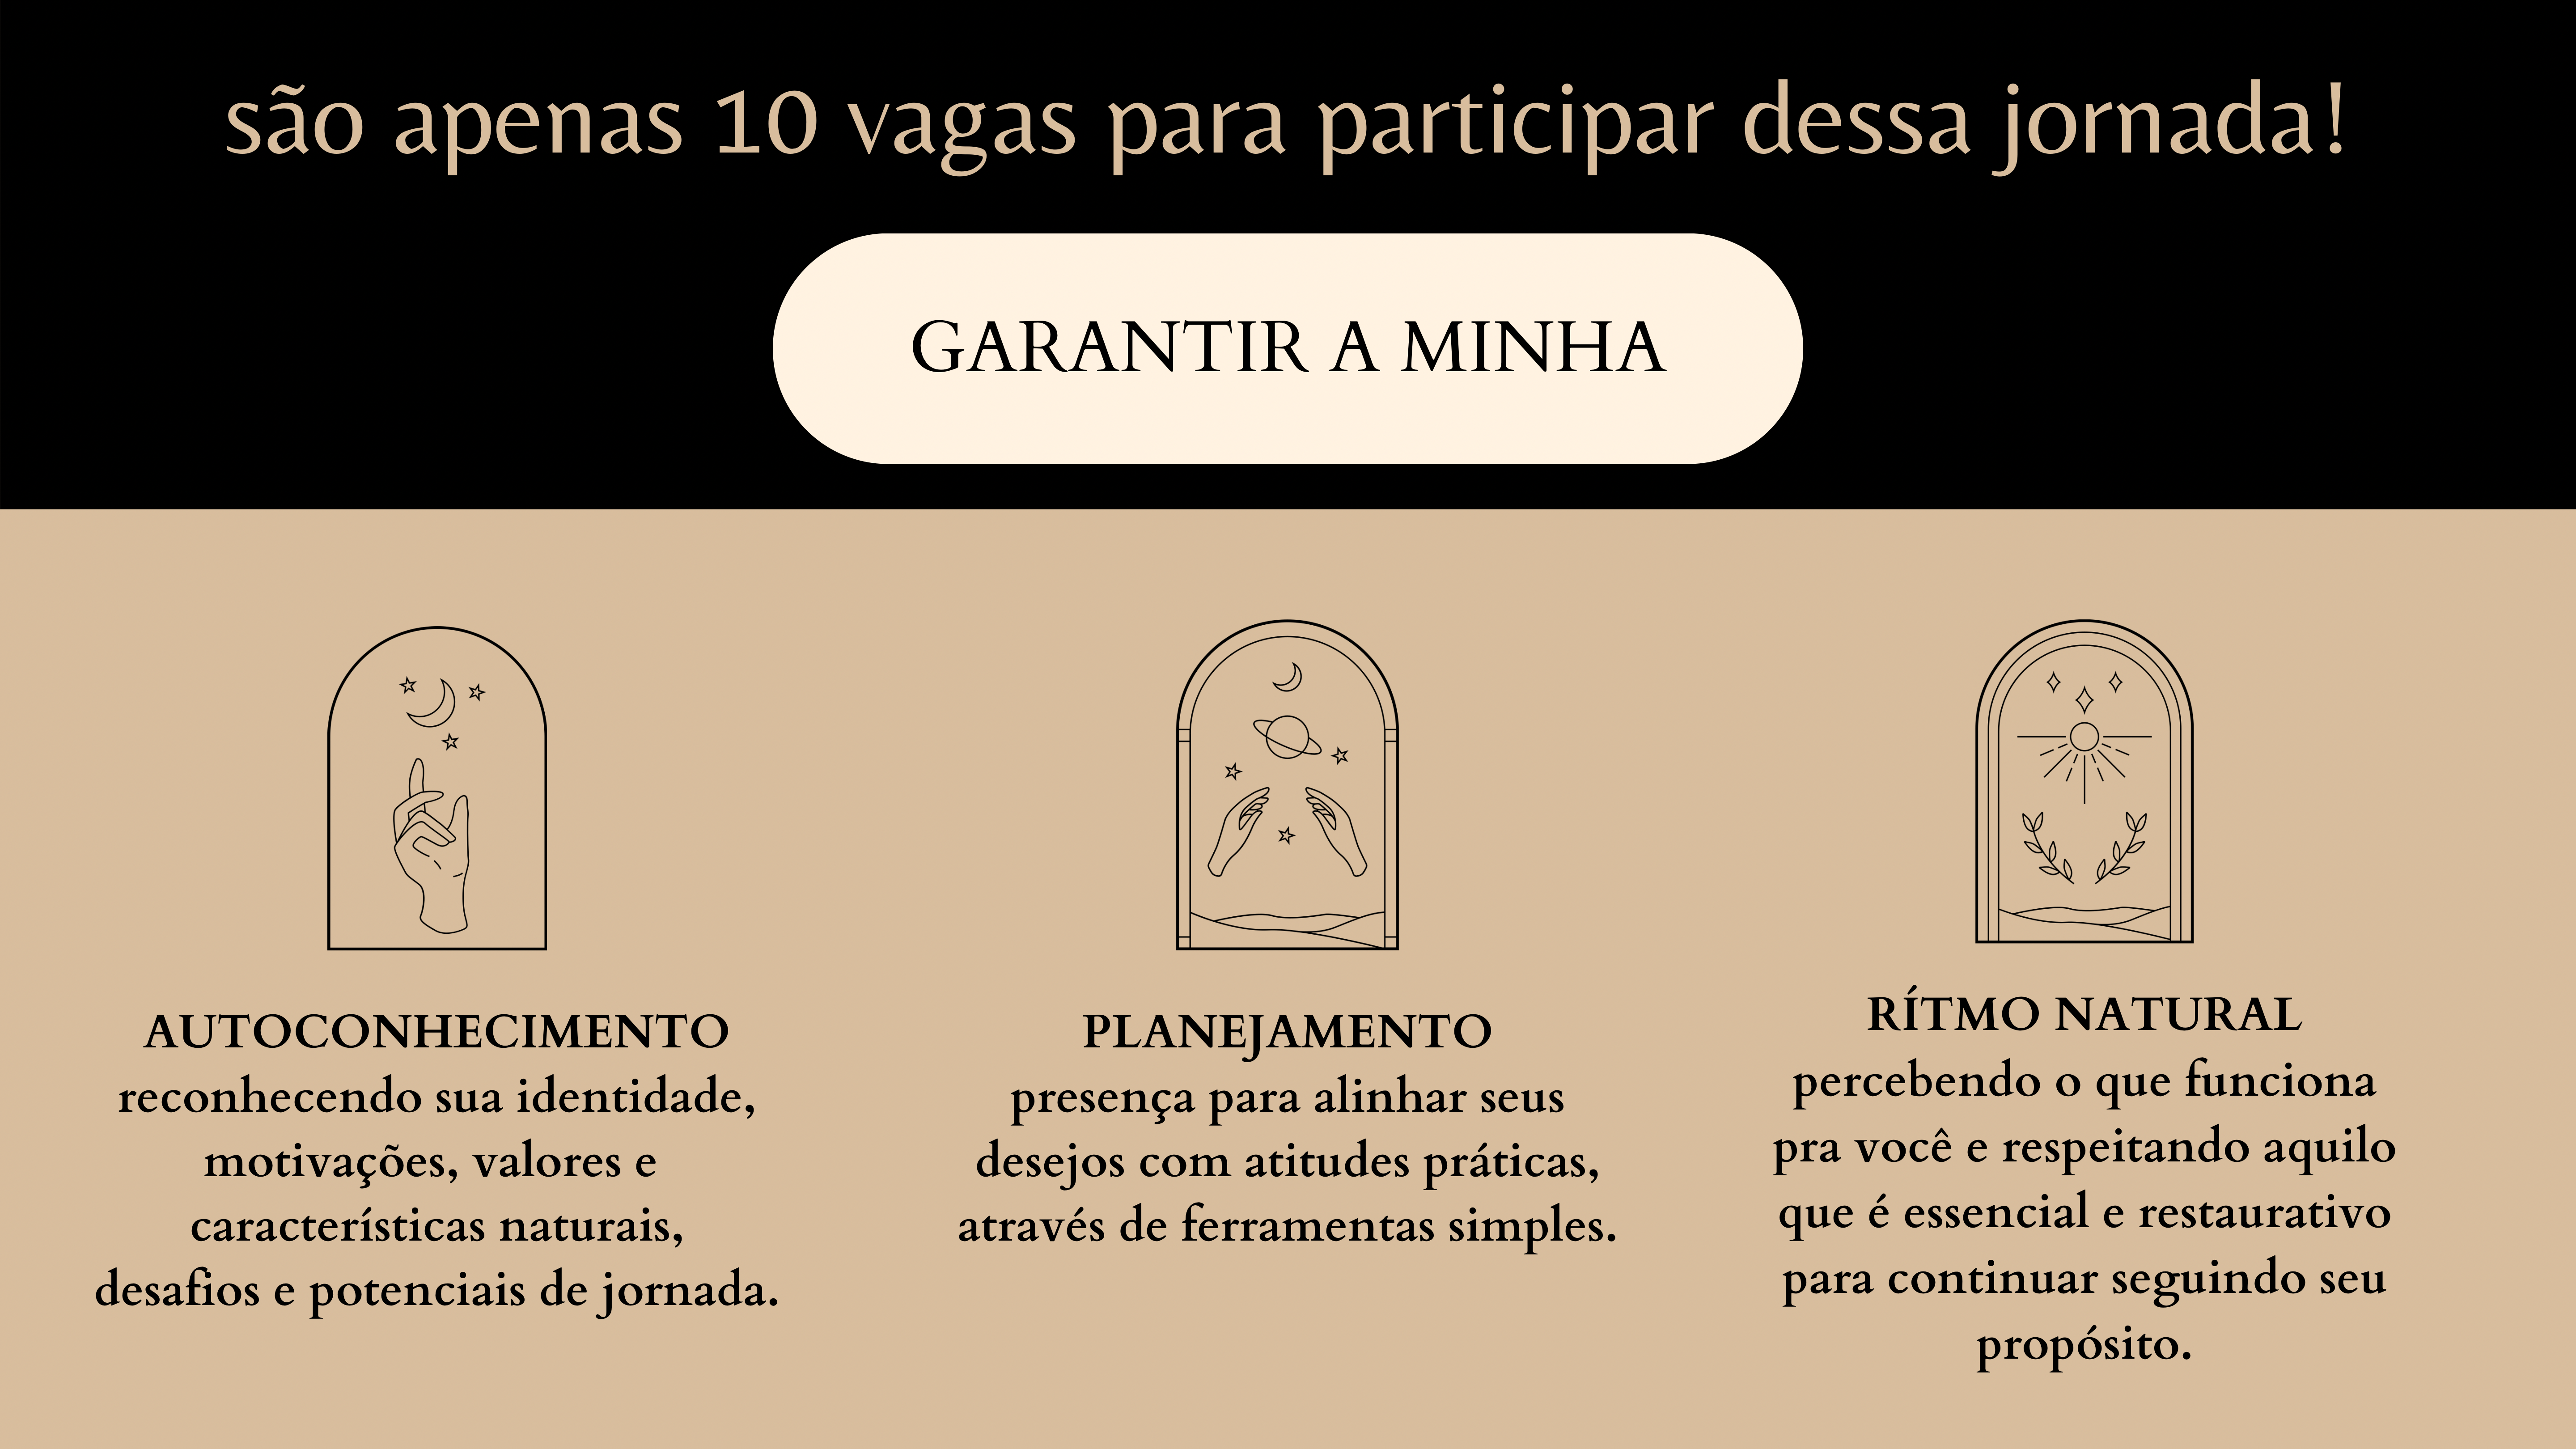 são apenas 10 vagas para participar dessa jornada!
GARANTIR A MINHA
AUTOCONHECIMENTO
reconhecendo sua identidade,
motivações, valores e
características naturais,
desafios e potenciais de jornada.
PLANEJAMENTO
presença para alinhar seus
desejos com atitudes práticas,
através de ferramentas simples.
RÍTMO NATURAL
percebendo o que funciona
pra você e respeitando aquilo
que é essencial e restaurativo
para continuar seguindo seu
propósito.